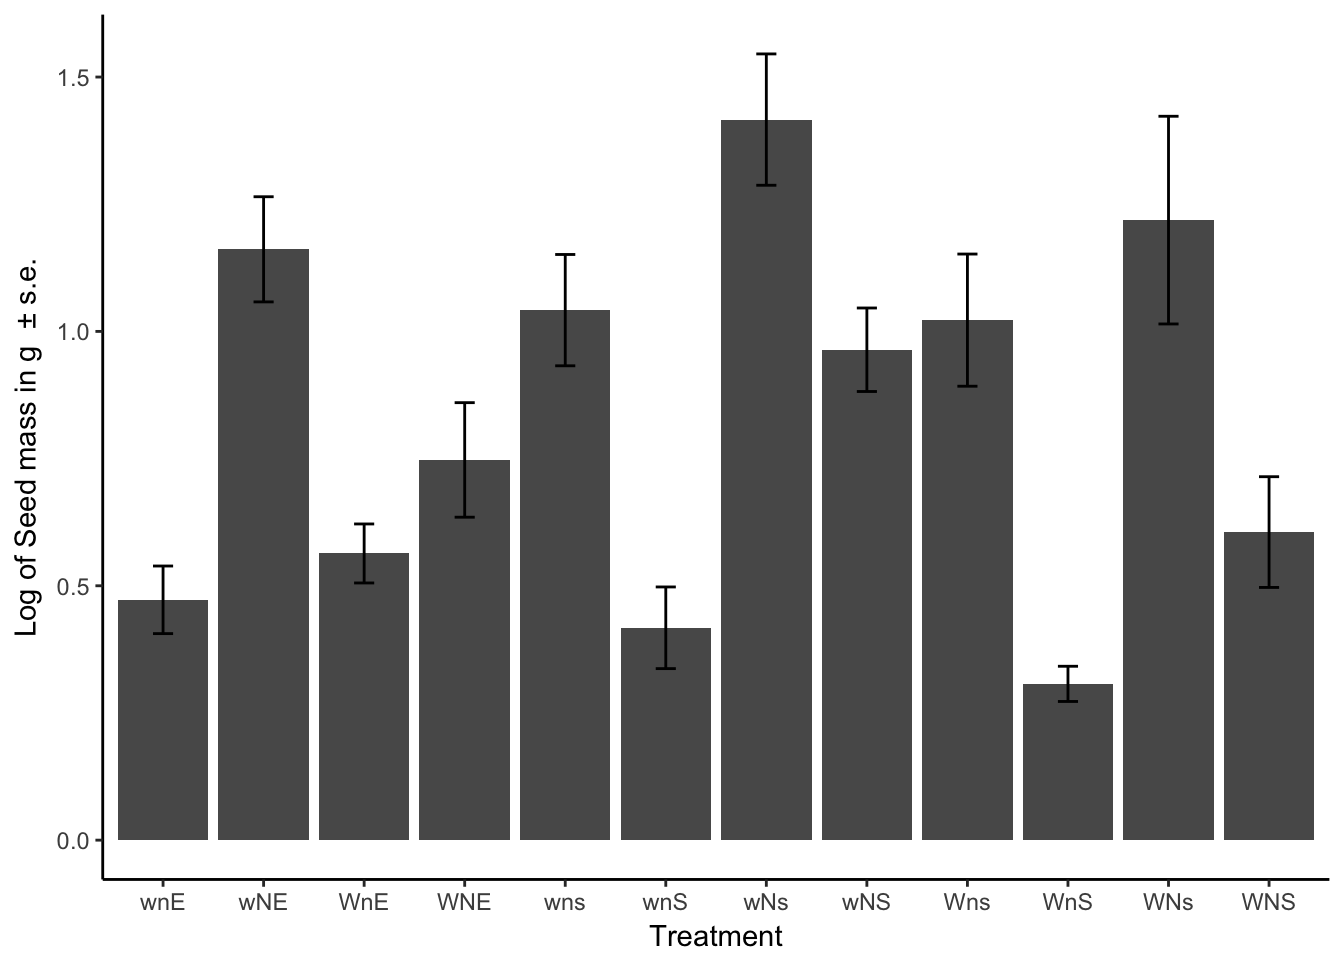 Log of Seed mass in g ± s.e.
1.5
1.0
0.5
0.0
wnE wNE WnE WNE wns wnS wNs wNS Wns WnS WNs WNS
Treatment